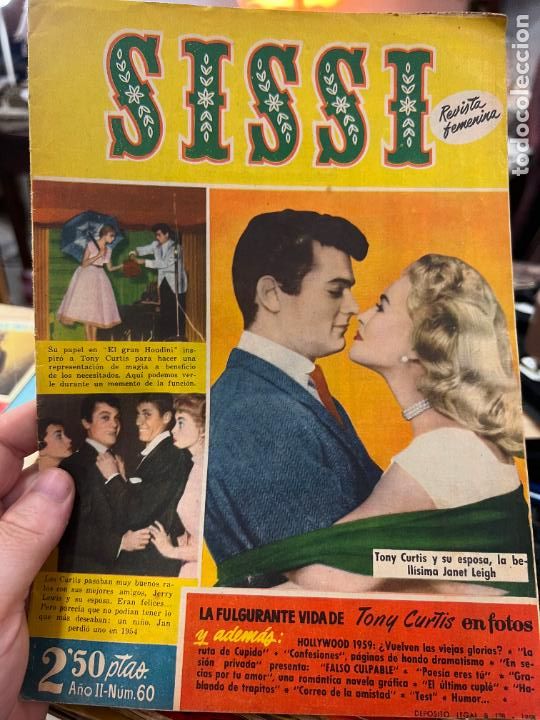 SISSI
Revista
femenina
Su papel en "El gran Houdini" ins-
piró a Tony Curtis para hacer una
representación de magia a beneficio
de los necesitados. Aquí podemos ver-
le durante un momento de la función.
Los Curtis pasaban muy buenos ra-
tos con sus mejores amigos, Jerry
Lewis y su esposa. Eran felices...
Pero parecía que no podían tener lo
que más deseaban: un niño. Jan
perdió uno en 1954
Tony Curtis y su esposa, la be-
llísima Janet Leigh
LA FULGURANTE VIDA DE Tony Curtis en fotos
y además:
HOLLYWOOD 1959: ¿Vuelven las viejas glorias? * "La
ruta de Cupido" * "Confesiones", páginas de hondo dramatismo * "En se-
sión privada" presenta: "FALSO CULPABLE" * "Poesía eres tú" * "Gra-
cias por tu amor", una romántica novela gráfica * "El último cuplé" * "Ha-
blando de trapitos" * "Correo de la amistad" * "Test" * Humor...
2'50 ptas.
Año II-Núm. 60
DEPÓSITO LEGAL B
todocoleccion